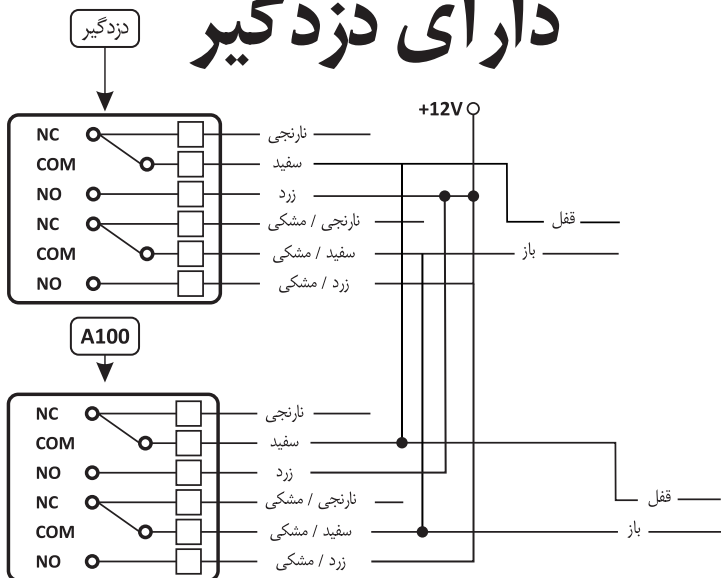 دارای دزدگیر
دزدگیر
+12V
NC نارنجی
COM سفید
NO زرد
قفل
NC نارنجی / مشکی
COM سفید / مشکی
باز
NO زرد / مشکی
A100
NC نارنجی
COM سفید
NO زرد
قفل
NC نارنجی / مشکی
COM سفید / مشکی
باز
NO زرد / مشکی